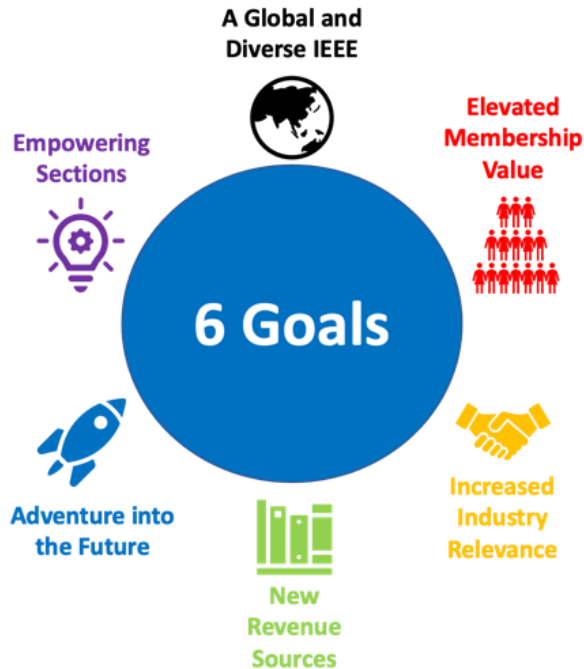 A Global and
Diverse IEEE
Elevated
Membership
Value
Empowering
Sections
6 Goals
Increased
Industry
Relevance
Adventure into
the Future
New
Revenue
Sources